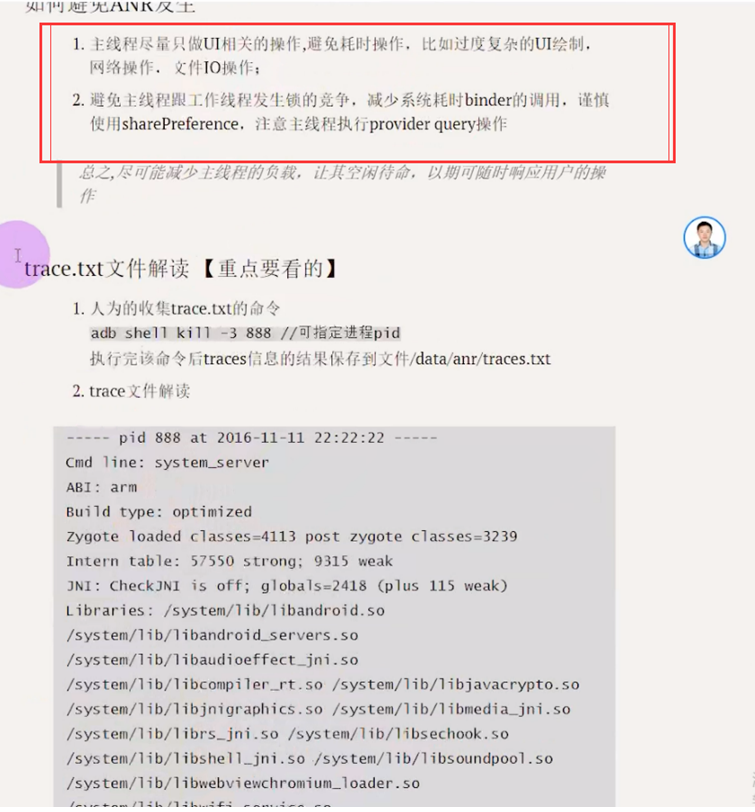 如何避免ANR发生
1. 主线程尽量只做UI相关的操作,避免耗时操作，比如过度复杂的UI绘制，
网络操作，文件IO操作；
2. 避免主线程跟工作线程发生锁的竞争，减少系统耗时binder的调用，谨慎
使用sharePreference，注意主线程执行provider query操作
总之,尽可能减少主线程的负载，让其空闲待命，以期可随时响应用户的操
作
trace.txt文件解读【重点要看的】
1. 人为的收集trace.txt的命令
adb shell kill -3 888 //可指定进程pid
执行完该命令后traces信息的结果保存到文件/data/anr/traces.txt
2. trace文件解读
----- pid 888 at 2016-11-11 22:22:22 -----
Cmd line: system_server
ABI: arm
Build type: optimized
Zygote loaded classes=4113 post zygote classes=3239
Intern table: 57550 strong; 9315 weak
JNI: CheckJNI is off; globals=2418 (plus 115 weak)
Libraries: /system/lib/libandroid.so
/system/lib/libandroid_servers.so
/system/lib/libaudioeffect_jni.so
/system/lib/libcompiler_rt.so /system/lib/libjavacrypto.so
/system/lib/libjnigraphics.so /system/lib/libmedia_jni.so
/system/lib/librs_jni.so /system/lib/libsechook.so
/system/lib/libshell_jni.so /system/lib/libsoundpool.so
/system/lib/libwebviewchromium_loader.so
/system/lib/libwifi-service.so